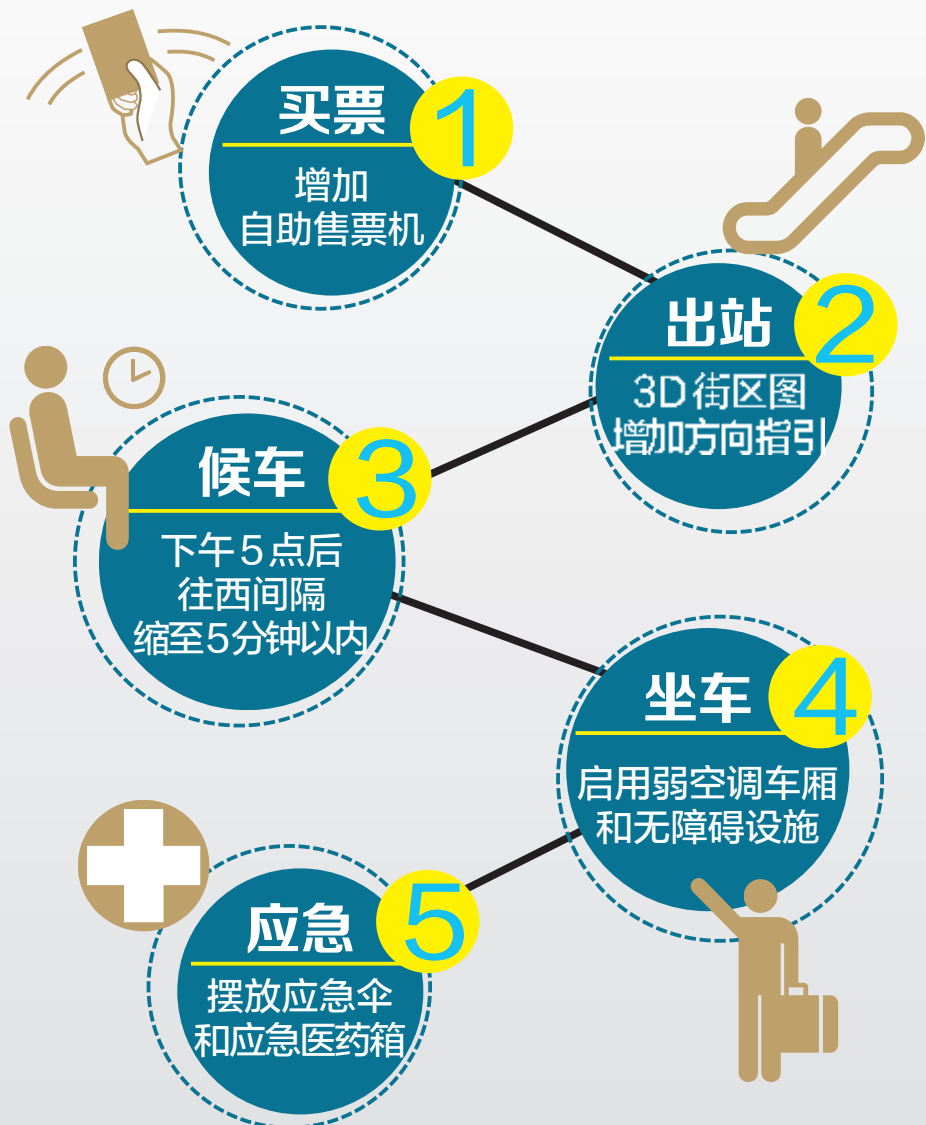 买票
1
增加
自助售票机
出站
2
3D街区图
增加方向指引
候车
3
下午5点后
往西间隔
缩至5分钟以内
坐车
4
启用弱空调车厢
和无障碍设施
应急
5
摆放应急伞
和应急医药箱